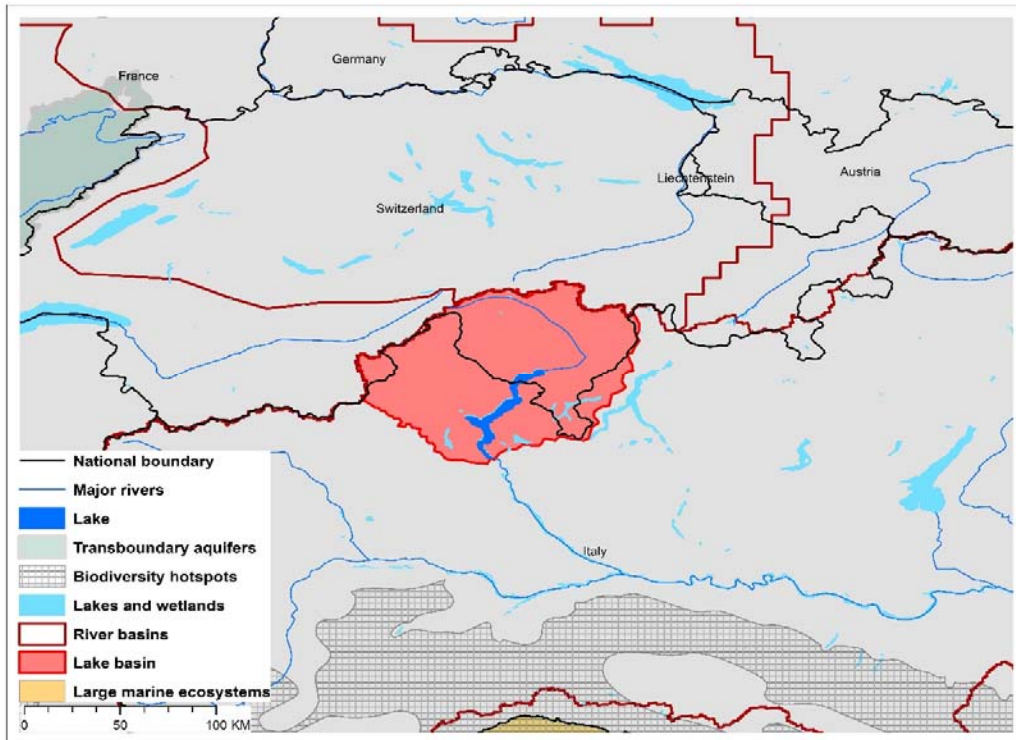 Germany
France
Liechtenstein
Austria
Switzerland
Italy
National boundary
Major rivers
Lake
Transboundary aquifers
Biodiversity hotspots
Lakes and wetlands
River basins
Lake basin
Large marine ecosystems
0 50 100 KM